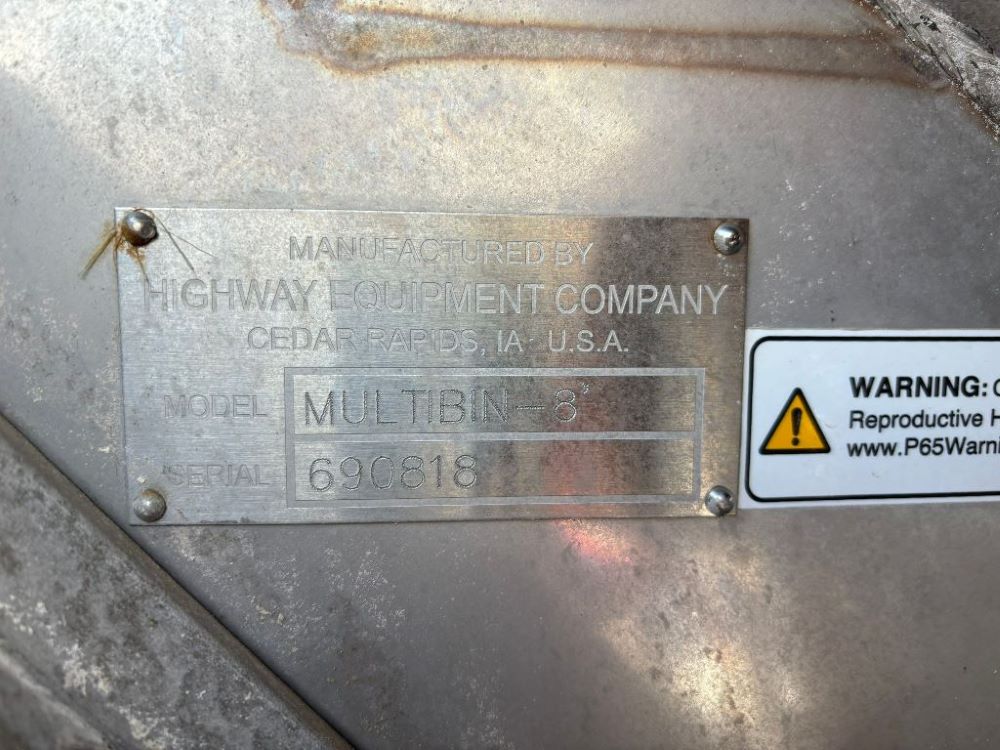 MANUFACTURED BY
HIGHWAY EQUIPMENT COMPANY
CEDAR RAPIDS, IA U.S.A.
MODEL MULTIBIN-8'
SERIAL 690818
WARNING:
Reproductive
www.P65Warni